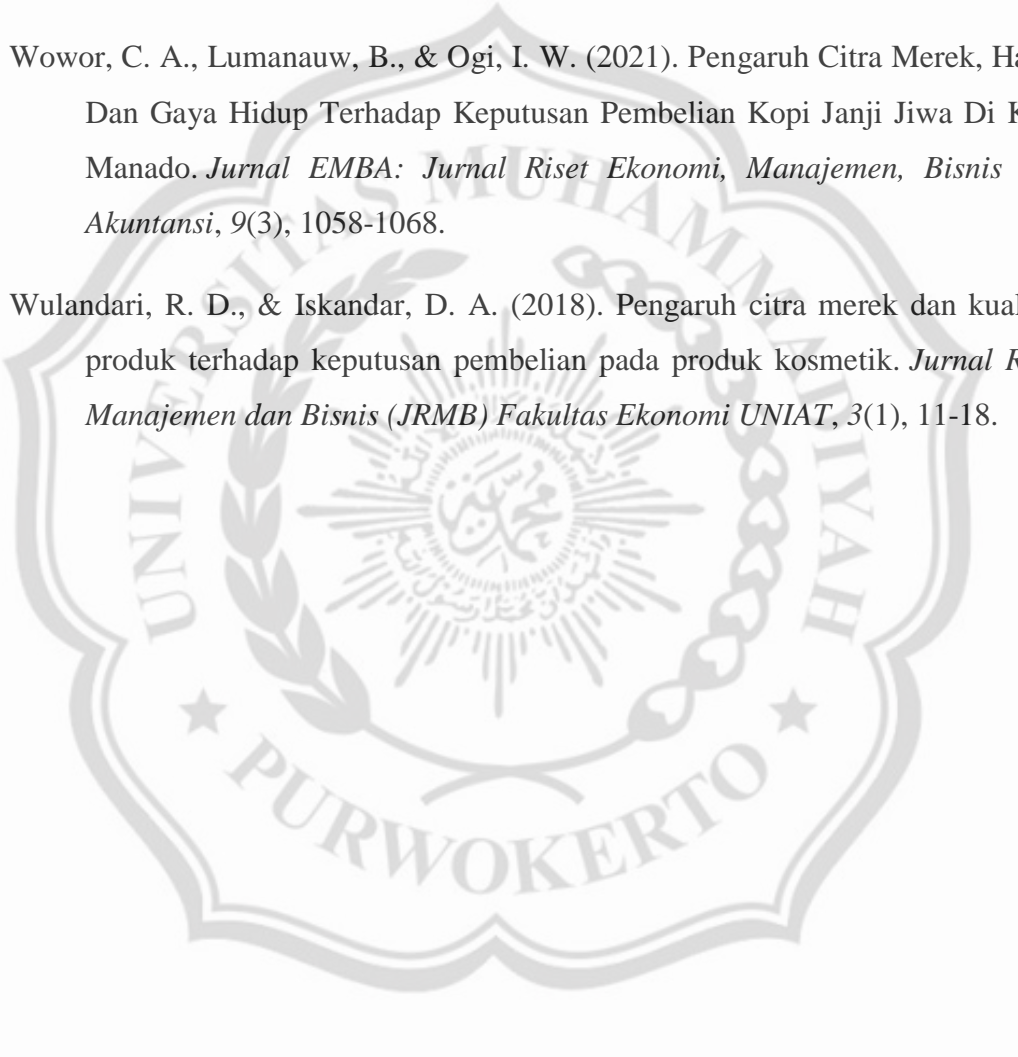 Wowor, C. A., Lumanauw, B., & Ogi, I. W. (2021). Pengaruh Citra Merek,
Dan Gaya Hidup Terhadap Keputusan Pembelian Kopi Janji Jiwa Di
Manado. Jurnal EMBA: Jurnal Riset Ekonomi, Manajemen, Bisnis
Akuntansi, 9(3), 1058-1068.
Wulandari, R. D., & Iskandar, D. A. (2018). Pengaruh citra merek dan
produk terhadap keputusan pembelian pada produk kosmetik. Jurnal
Manajemen dan Bisnis (JRMB) Fakultas Ekonomi UNIAT, 3(1), 11-18.
UNIVERSITAS MUHAMMADIYAH
PURWOKERTO